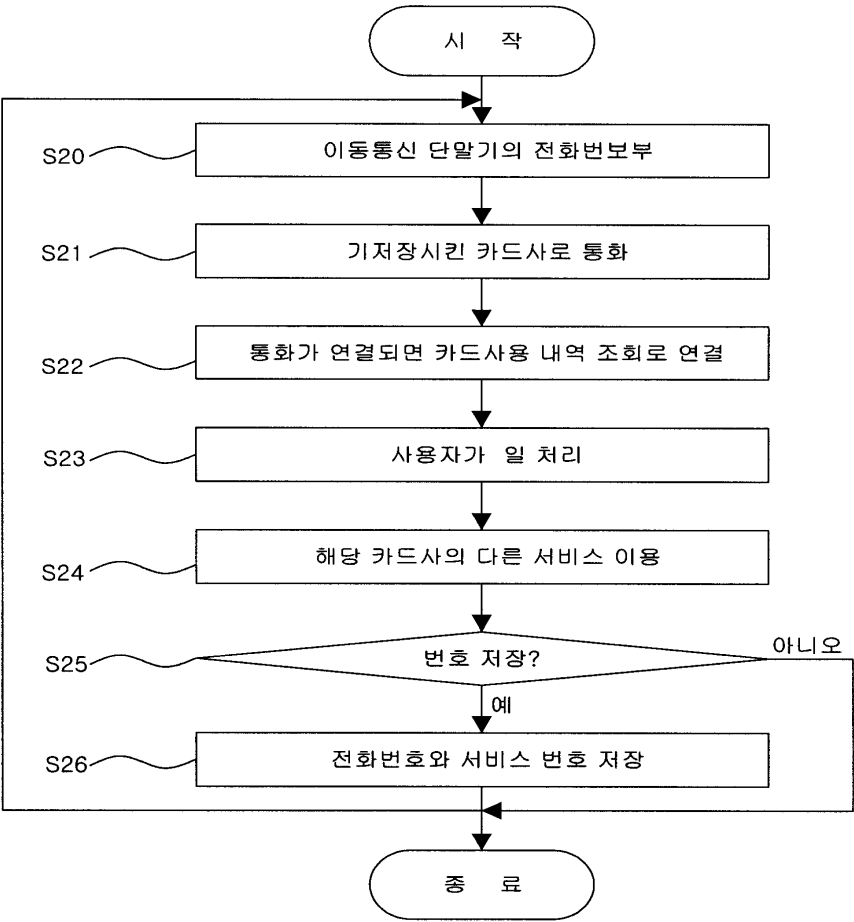 시 작
S20 이동통신 단말기의 전화번보부
S21 기저장시킨 카드사로 통화
S22 통화가 연결되면 카드사용 내역 조회로 연결
S23 사용자가 일 처리
S24 해당 카드사의 다른 서비스 이용
S25 번호 저장? 아니오
예
S26 전화번호와 서비스 번호 저장
종 료